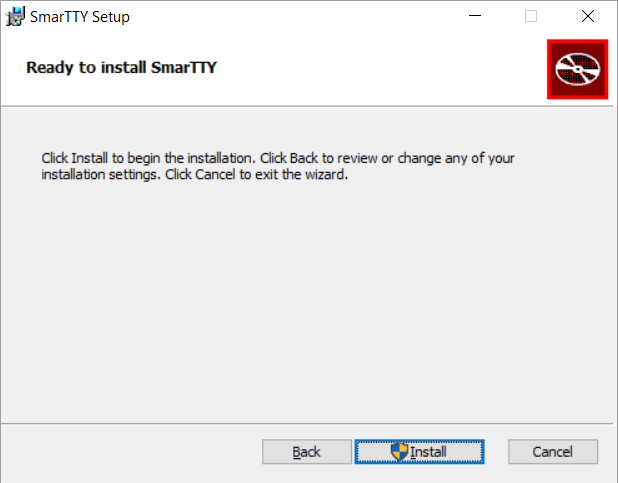 SmarTTY Setup
Ready to install SmarTTY
Click Install to begin the installation. Click Back to review or change any of your
installation settings. Click Cancel to exit the wizard.
Back
Install
Cancel